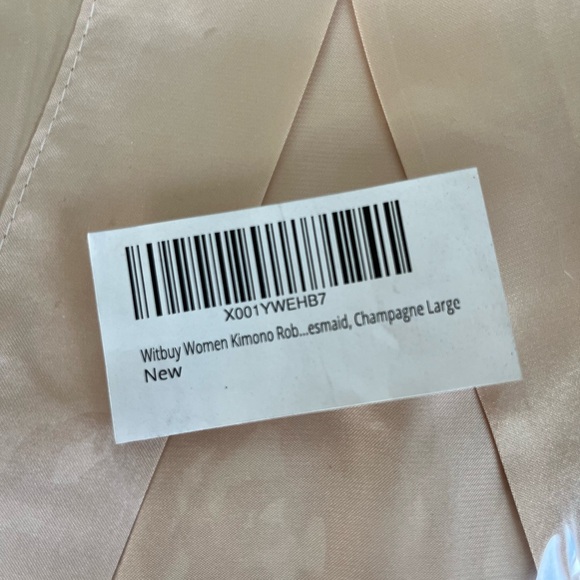 X001YWEHB7
Witbuy Women Kimono Rob...esmaid, Champagne Large
New